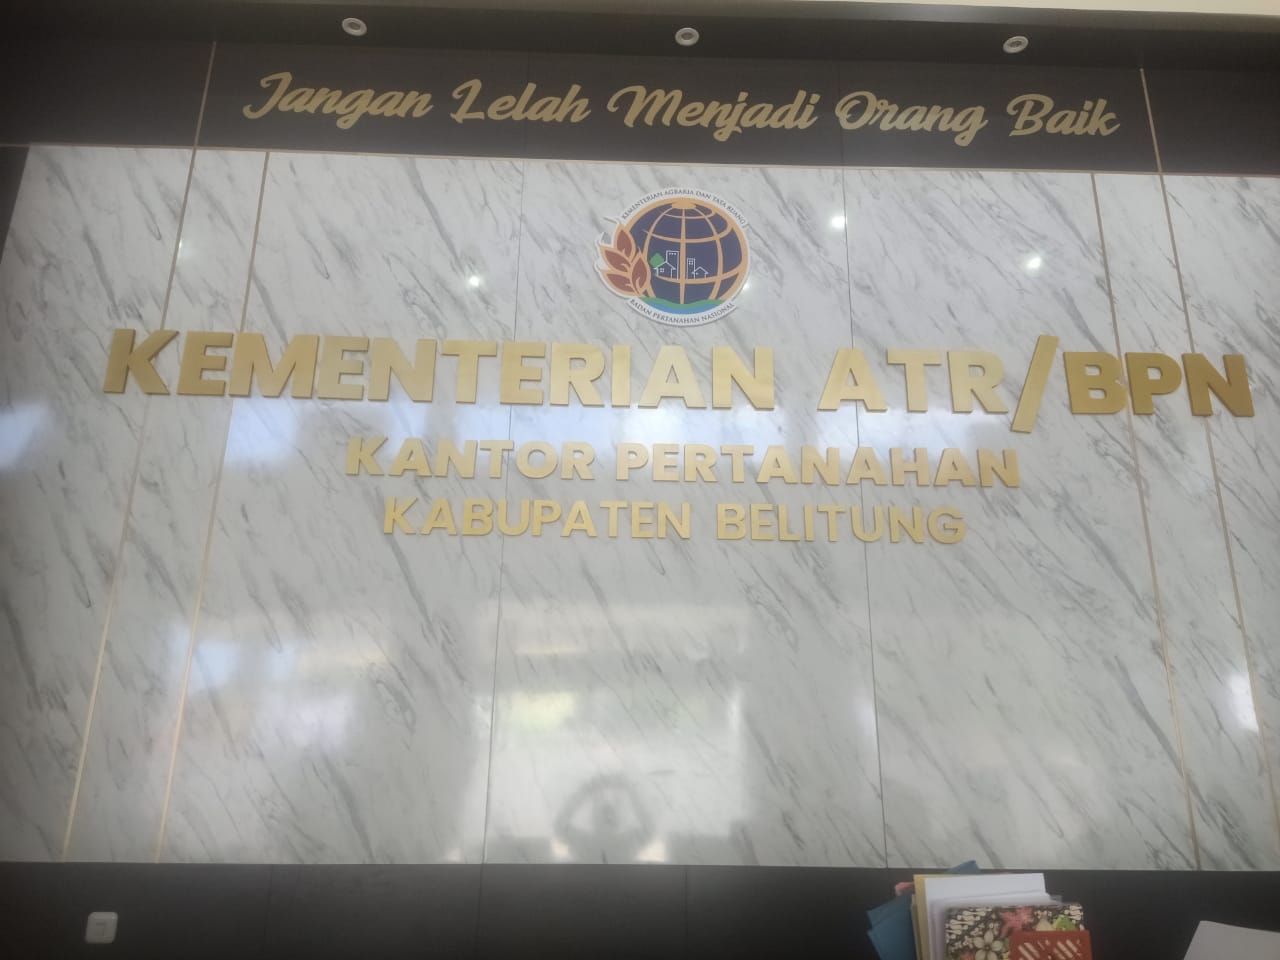 Jangan Lelah Menjadi Orang Baik
KEMENTERIAN AGRARIA DAN TATA RUANG
BADAN PERTANAHAN NASIONAL
KEMENTERIAN ATR/BPN
KANTOR PERTANAHAN
KABUPATEN BELITUNG